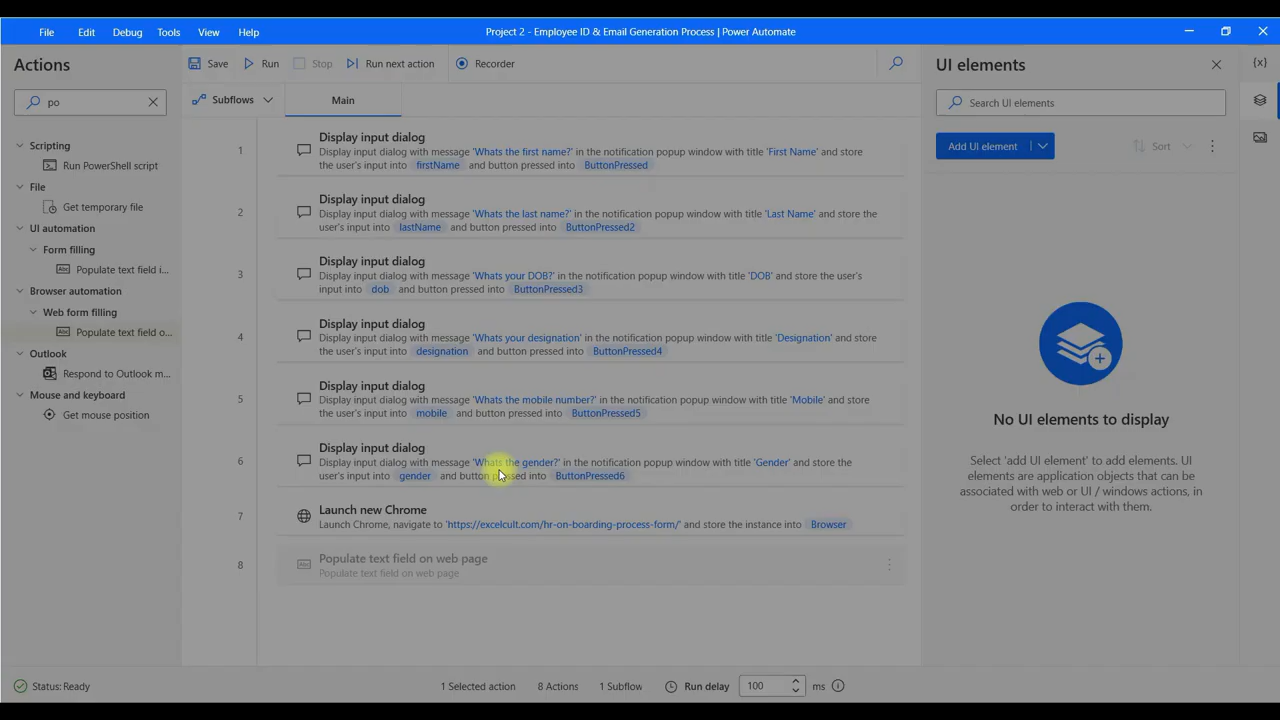 File Edit Debug Tools View Help Project 2 - Employee ID & Email Generation Process | Power Automate
Actions
po
Scripting
Run PowerShell script
File
Get temporary file
UI automation
Form filling
Populate text field i...
Browser automation
Web form filling
Populate text field o...
Outlook
Respond to Outlook m...
Mouse and keyboard
Get mouse position
Save Run Stop Run next action Recorder
Subflows Main
1 Display input dialog
Display input dialog with message 'Whats the first name?' in the notification popup window with title 'First Name' and store
the user's input into firstName and button pressed into ButtonPressed
2 Display input dialog
Display input dialog with message 'Whats the last name?' in the notification popup window with title 'Last Name' and store the
user's input into lastName and button pressed into ButtonPressed2
3 Display input dialog
Display input dialog with message 'Whats your DOB?' in the notification popup window with title 'DOB' and store the user's
input into dob and button pressed into ButtonPressed3
4 Display input dialog
Display input dialog with message 'Whats your designation' in the notification popup window with title 'Designation' and store
the user's input into designation and button pressed into ButtonPressed4
5 Display input dialog
Display input dialog with message 'Whats the mobile number?' in the notification popup window with title 'Mobile' and store
the user's input into mobile and button pressed into ButtonPressed5
6 Display input dialog
Display input dialog with message 'Whats the gender?' in the notification popup window with title 'Gender' and store the
user's input into gender and button pressed into ButtonPressed6
7 Launch new Chrome
Launch Chrome, navigate to 'https://excelcult.com/hr-on-boarding-process-form/' and store the instance into Browser
8 Populate text field on web page
Populate text field on web page
UI elements
Search UI elements
Add UI element Sort
No UI elements to display
Select 'add UI element' to add elements. UI
elements are application objects that can be
associated with web or UI / windows actions, in
order to interact with them.
{x}
Status: Ready 1 Selected action 8 Actions 1 Subflow Run delay 100 ms